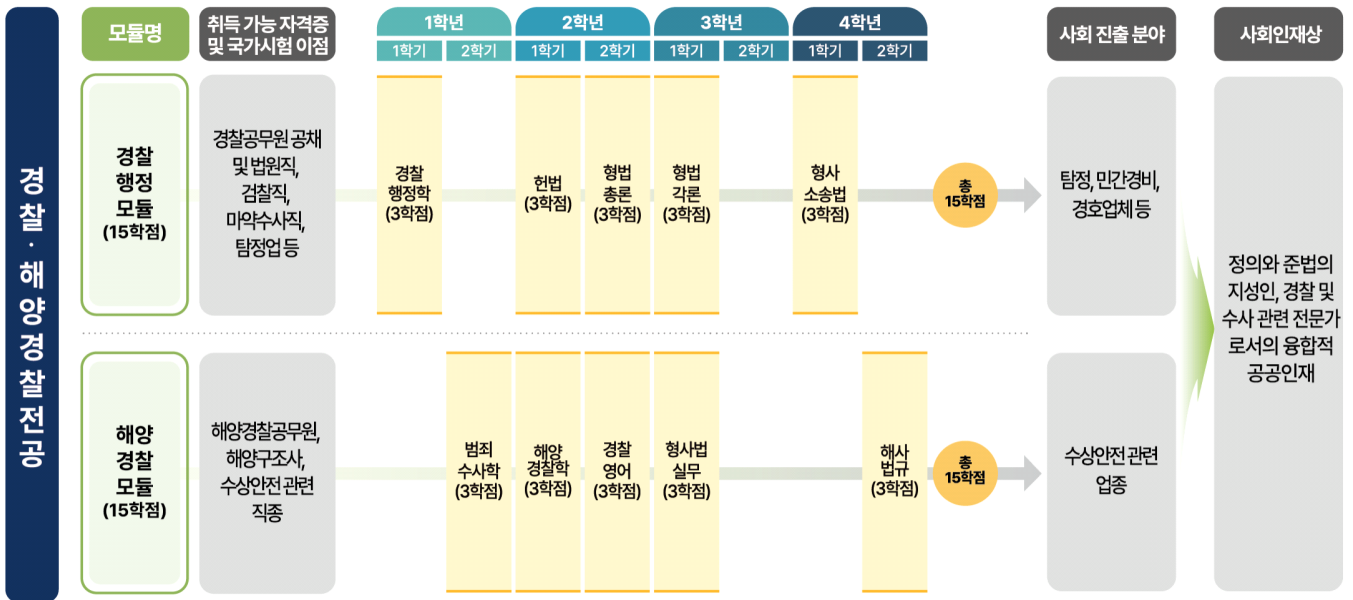 경찰·해양경찰전공
모듈명
취득 가능 자격증
및 국가시험 이점
1학년
2학년
3학년
4학년
1학기
2학기
1학기
2학기
1학기
2학기
1학기
2학기
사회 진출 분야
사회인재상
경찰
행정
모듈
(15학점)
경찰공무원 공채
및 법원직,
검찰직,
마약수사직,
탐정업 등
경찰
행정학
(3학점)
헌법
(3학점)
형법
총론
(3학점)
형법
각론
(3학점)
형사
소송법
(3학점)
총
15학점
탐정, 민간경비,
경호업체 등
해양
경찰
모듈
(15학점)
해양경찰공무원,
해양구조사,
수상안전 관련
직종
범죄
수사학
(3학점)
해양
경찰학
(3학점)
경찰
영어
(3학점)
형사법
실무
(3학점)
해사
법규
(3학점)
총
15학점
수상안전 관련
업종
정의와 준법의
지성인, 경찰 및
수사 관련 전문가
로서의 융합적
공공인재